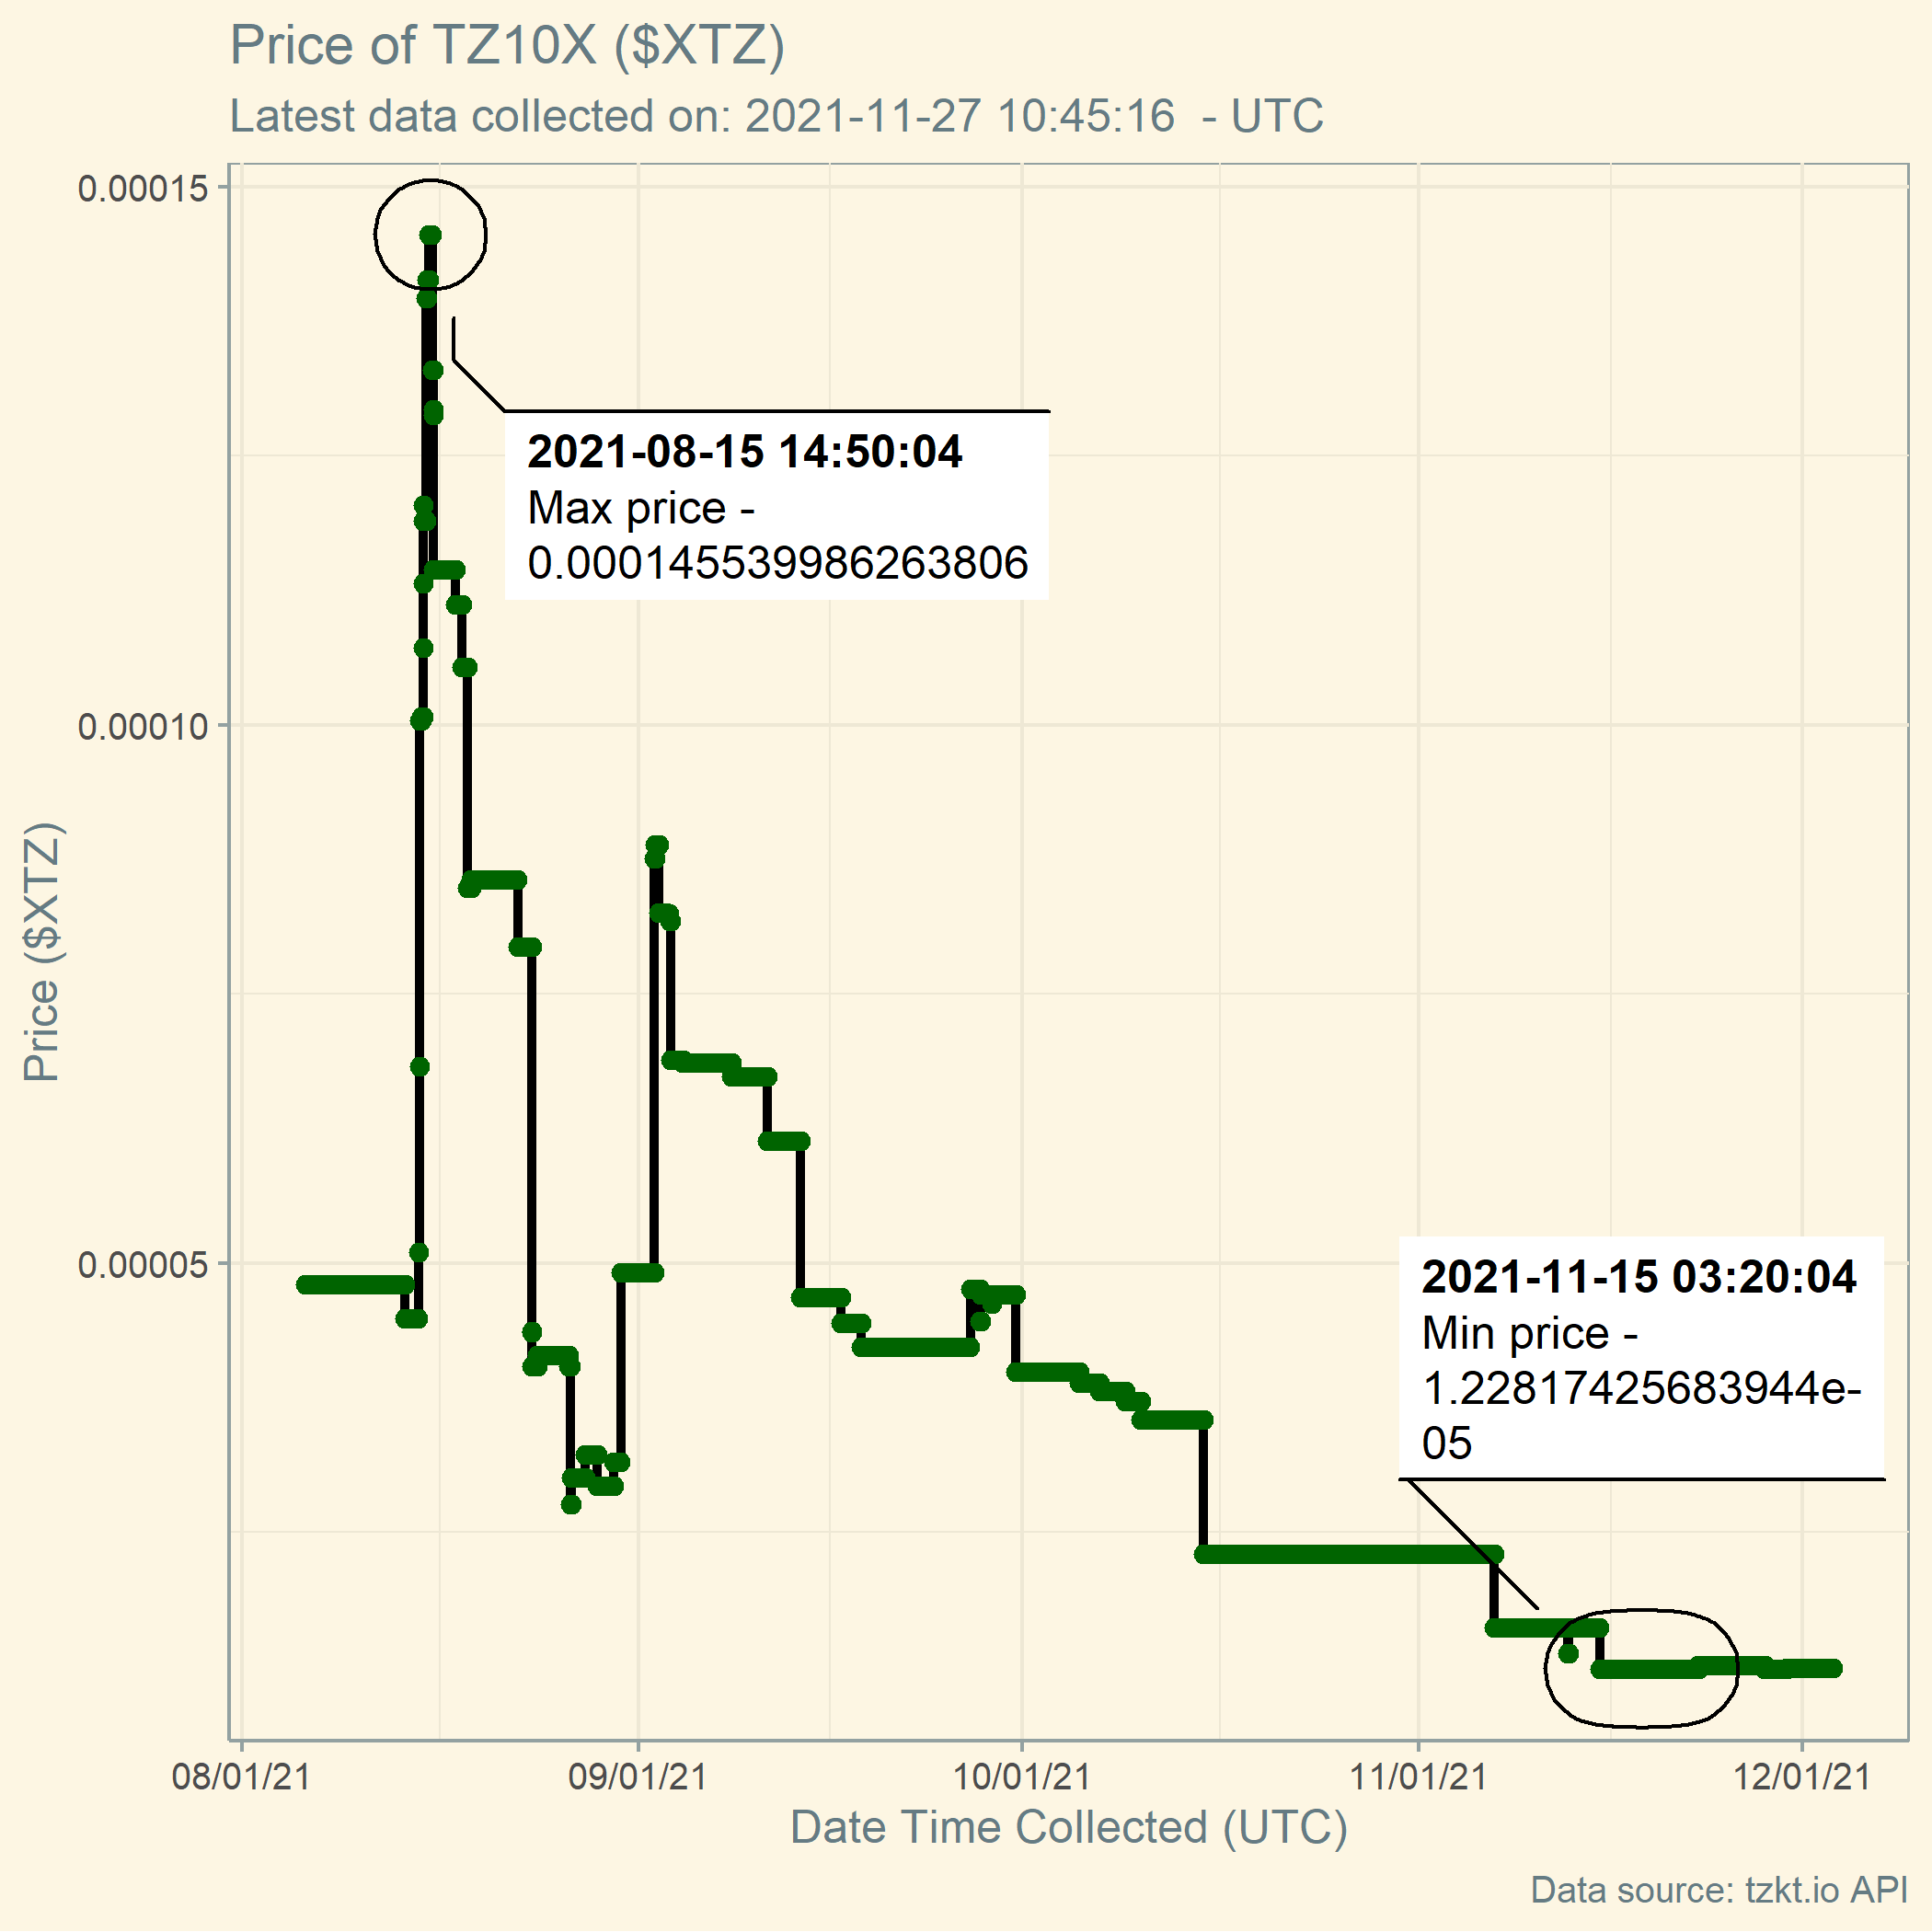 Price of TZ10X ($XTZ)
Latest data collected on: 2021-11-27 10:45:16  - UTC
0.00015
0.00010
0.00005
Price ($XTZ)
2021-08-15 14:50:04
Max price -
0.000145539986263806
2021-11-15 03:20:04
Min price -
1.22817425683944e-
05
08/01/21
09/01/21
10/01/21
11/01/21
12/01/21
Date Time Collected (UTC)
Data source: tzkt.io API